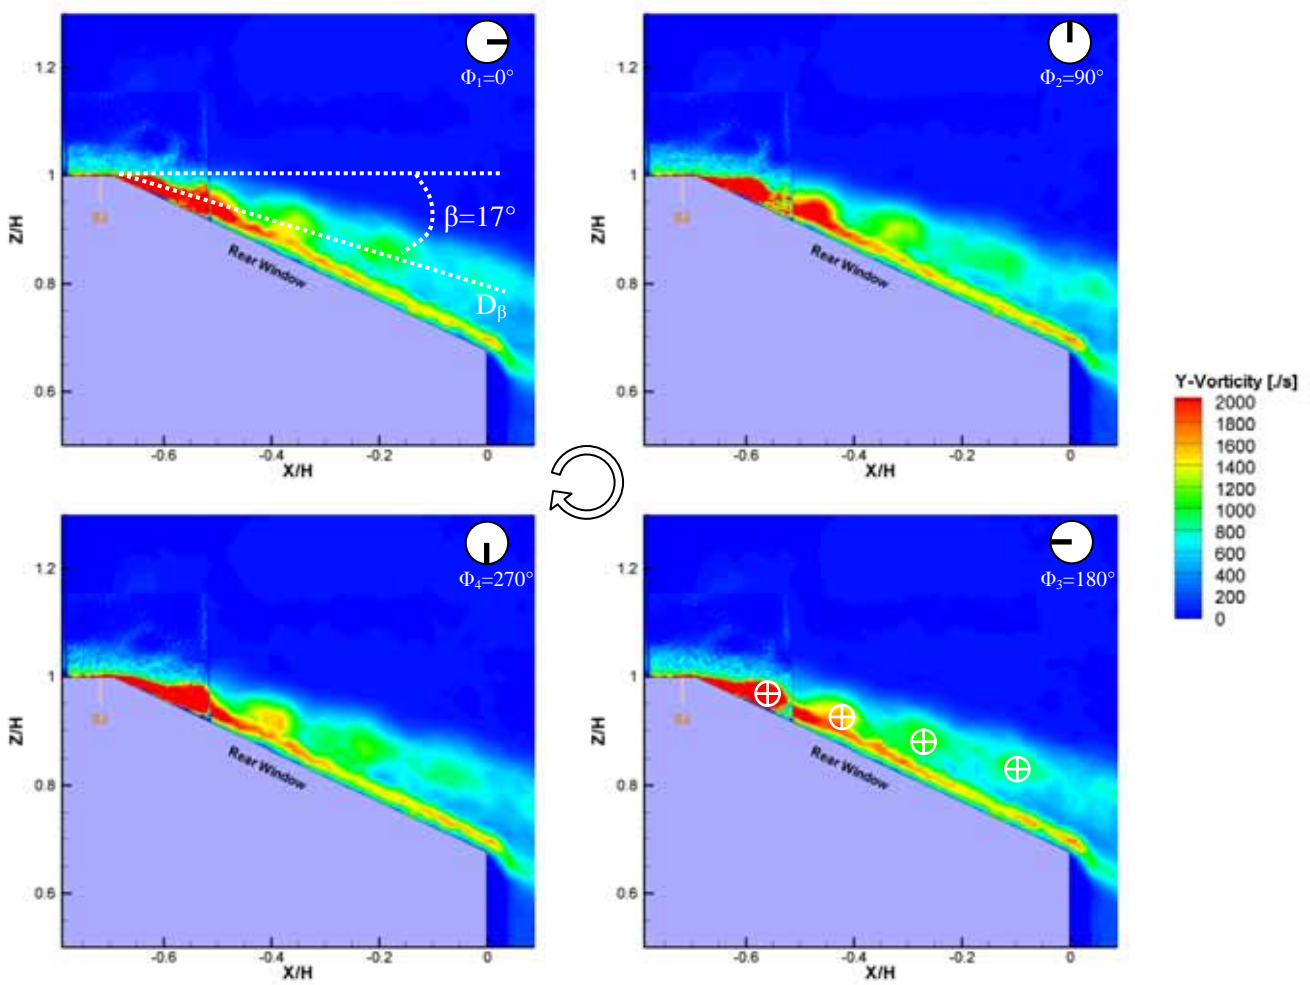 Φ₁=0°
1.2
1
0.8
0.6
Z/H
β=17°
Rear Window
Dᵦ
-0.6
-0.4
-0.2
0
X/H
Φ₂=90°
1.2
1
0.8
0.6
Z/H
Rear Window
-0.6
-0.4
-0.2
0
X/H
Y-Vorticity [./s]
2000
1800
1600
1400
1200
1000
800
600
400
200
0
Φ₄=270°
1.2
1
0.8
0.6
Z/H
Rear Window
-0.6
-0.4
-0.2
0
X/H
Φ₃=180°
1.2
1
0.8
0.6
Z/H
Rear Window
-0.6
-0.4
-0.2
0
X/H